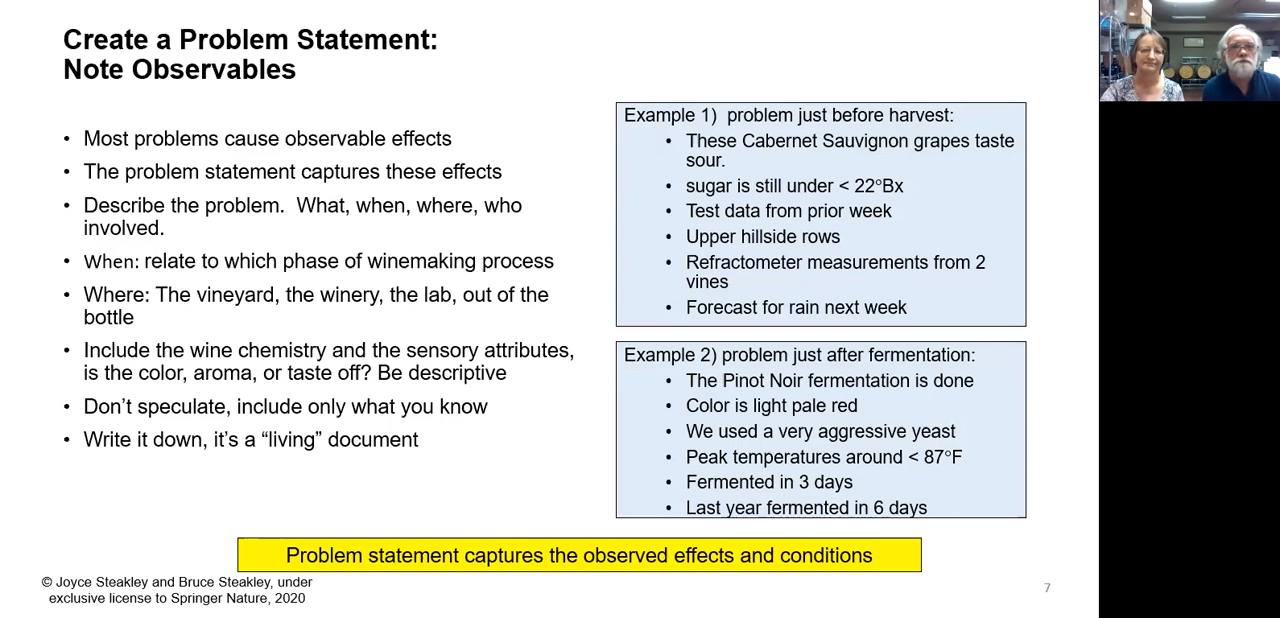 Create a Problem Statement:
Note Observables
• Most problems cause observable effects
• The problem statement captures these effects
• Describe the problem.  What, when, where, who
involved.
• When: relate to which phase of winemaking process
• Where: The vineyard, the winery, the lab, out of the
bottle
• Include the wine chemistry and the sensory attributes,
is the color, aroma, or taste off? Be descriptive
• Don’t speculate, include only what you know
• Write it down, it’s a “living” document
Example 1)  problem just before harvest:
• These Cabernet Sauvignon grapes taste
sour.
• sugar is still under < 22°Bx
• Test data from prior week
• Upper hillside rows
• Refractometer measurements from 2
vines
• Forecast for rain next week
Example 2) problem just after fermentation:
• The Pinot Noir fermentation is done
• Color is light pale red
• We used a very aggressive yeast
• Peak temperatures around < 87°F
• Fermented in 3 days
• Last year fermented in 6 days
Problem statement captures the observed effects and conditions
© Joyce Steakley and Bruce Steakley, under
exclusive license to Springer Nature, 2020
7